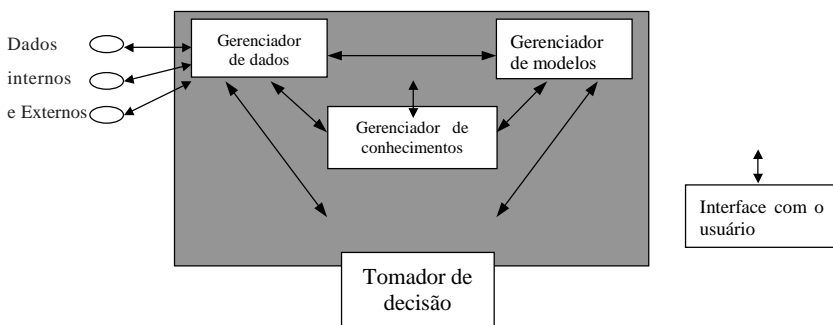 Dados
internos
e Externos
Gerenciador
de dados
Gerenciador
de modelos
Gerenciador de
conhecimentos
Interface com o
usuário
Tomador de
decisão